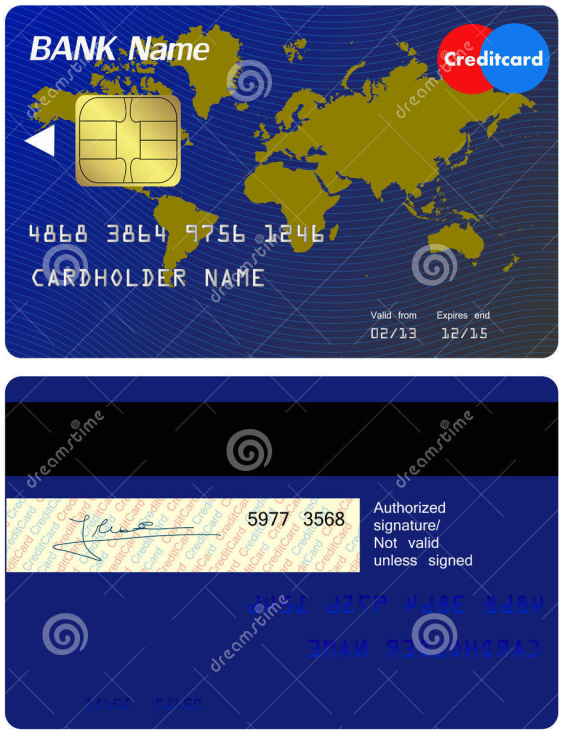 BANK Name
Creditcard
4868 3864 9756 1246
CARDHOLDER NAME
Valid from Expires end
02/13 12/15
5977 3568
Authorized
signature/
Not valid
unless signed
dreamstime